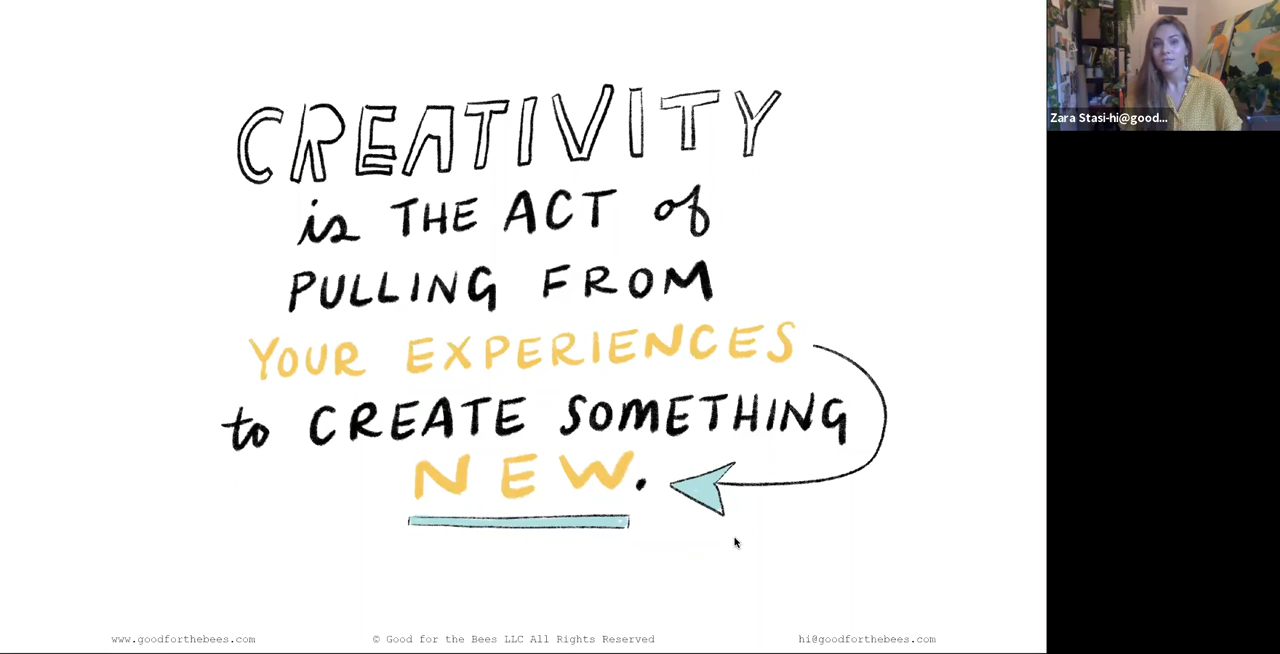 CREATIVITY
is THE ACT of
PULLING FROM
YOUR EXPERIENCES
to CREATE SOMETHING
NEW.
www.goodforthebees.com © Good for the Bees LLC All Rights Reserved hi@goodforthebees.com
Zara Stasi-hi@good...